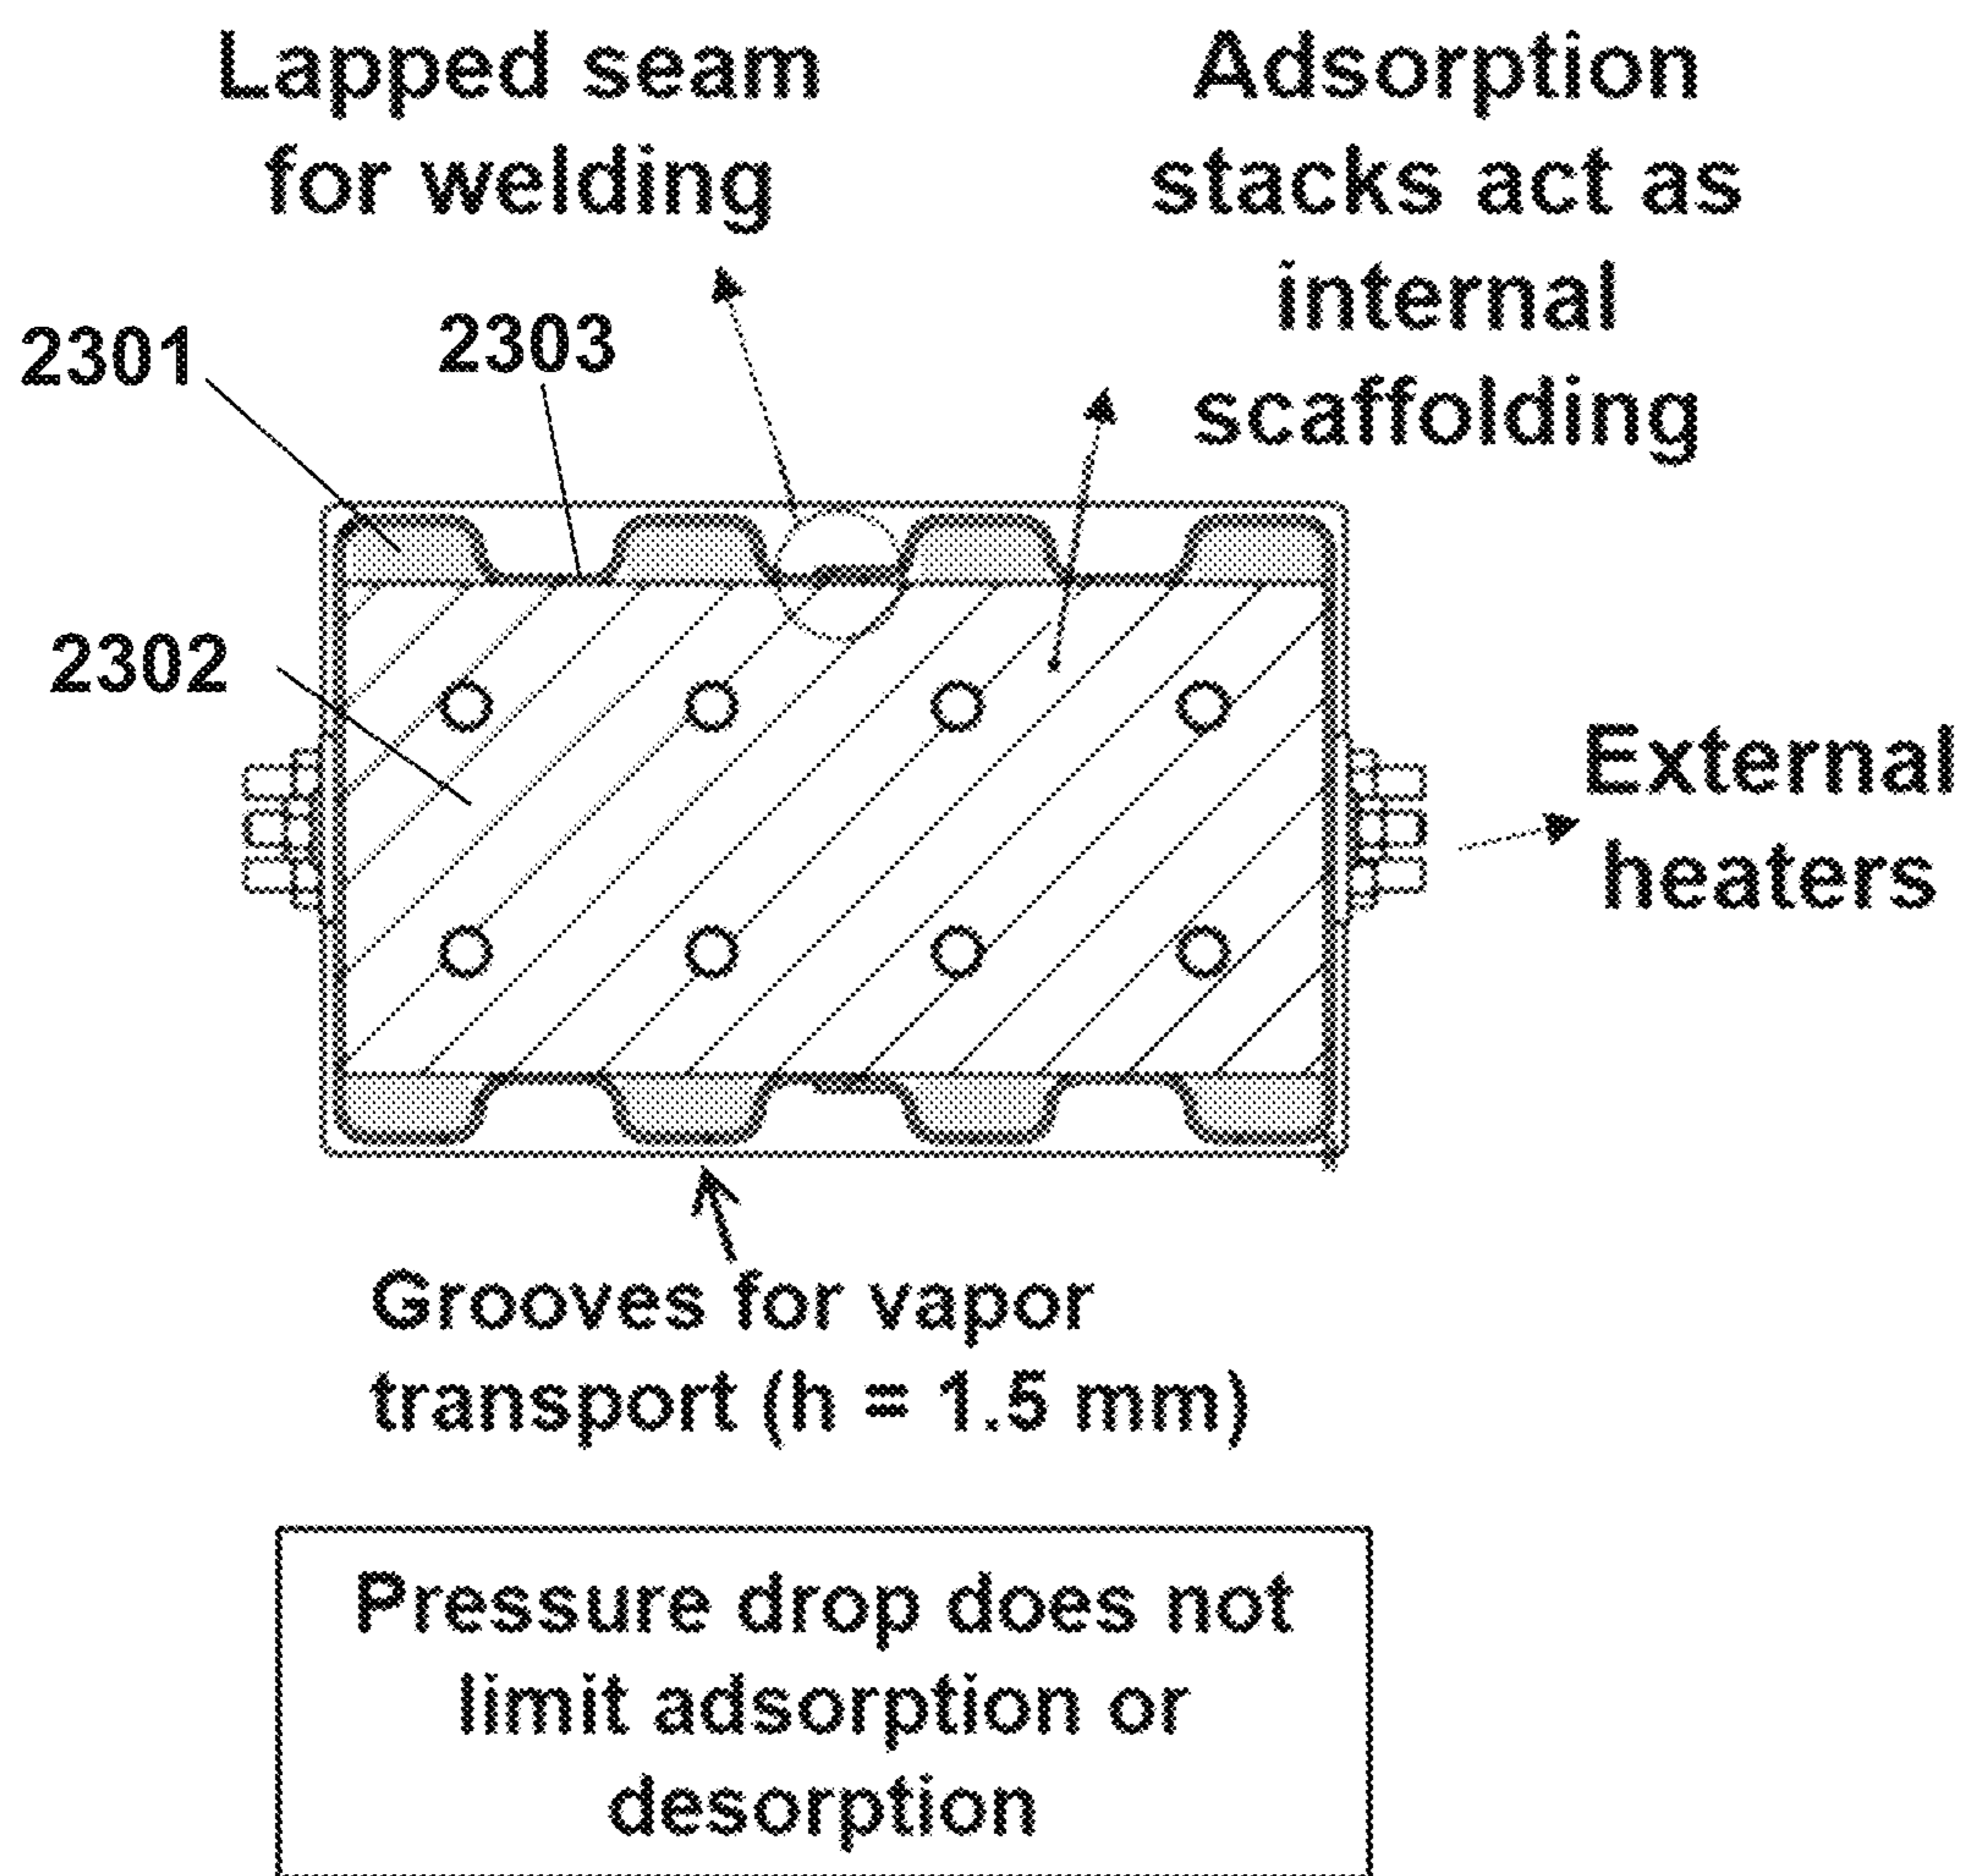 Lapped seam
for welding
Adsorption
stacks act as
internal
scaffolding
2301
2303
2302
External
heaters
Grooves for vapor
transport (h = 1.5 mm)
Pressure drop does not
limit adsorption or
desorption